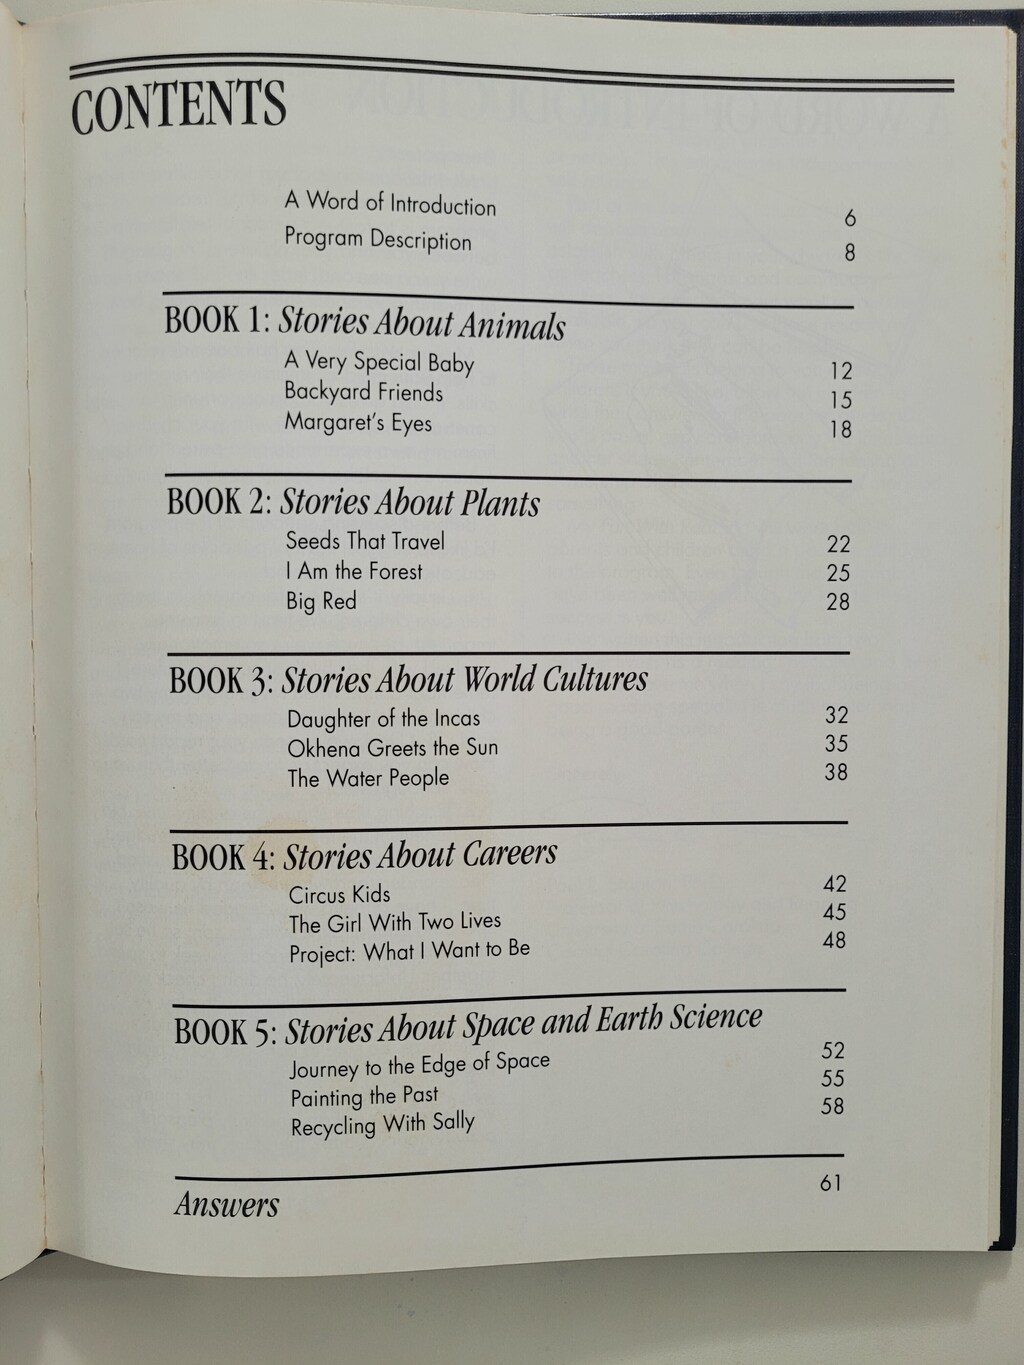 CONTENTS
A Word of Introduction 6
Program Description 8
BOOK 1: Stories About Animals
A Very Special Baby 12
Backyard Friends 15
Margaret's Eyes 18
BOOK 2: Stories About Plants
Seeds That Travel 22
I Am the Forest 25
Big Red 28
BOOK 3: Stories About World Cultures
Daughter of the Incas 32
Okhena Greets the Sun 35
The Water People 38
BOOK 4: Stories About Careers
Circus Kids 42
The Girl With Two Lives 45
Project: What I Want to Be 48
BOOK 5: Stories About Space and Earth Science
Journey to the Edge of Space 52
Painting the Past 55
Recycling With Sally 58
Answers 61